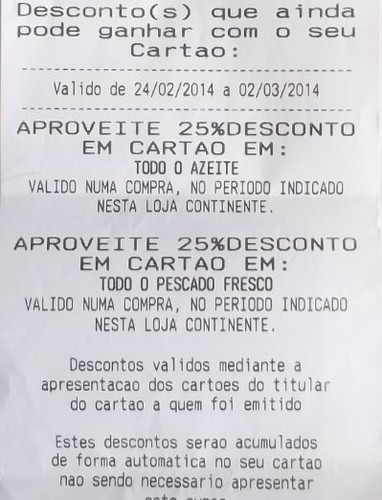 Desconto(s) que ainda
pode ganhar com o seu
Cartao:
Valido de 24/02/2014 a 02/03/2014
APROVEITE 25%DESCONTO
EM CARTAO EM:
TODO O AZEITE
VALIDO NUMA COMPRA, NO PERIODO INDICADO
NESTA LOJA CONTINENTE.
APROVEITE 25%DESCONTO
EM CARTAO EM:
TODO O PESCADO FRESCO
VALIDO NUMA COMPRA, NO PERIODO INDICADO
NESTA LOJA CONTINENTE.
Descontos validos mediante a
apresentacao dos cartoes do titular
do cartao a quem foi emitido
Estes descontos serao acumulados
de forma automatica no seu cartao
nao sendo necessario apresentar